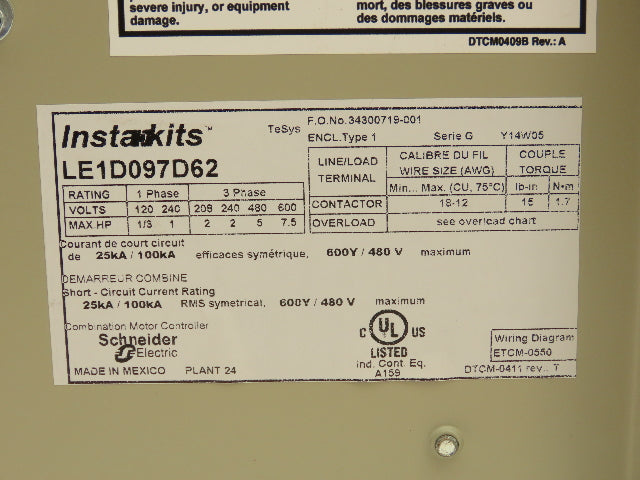 severe injury, or equipment
damage.
mort, des blessures graves ou
des dommages matériels.
DTCM0409B Rev.: A
Instarkits™
TeSys
F.O.No.34300719-001
ENCL.Type 1 Serie G Y14W05
LE1D097D62
RATING 1 Phase 3 Phase
VOLTS 120 240 208 240 480 600
MAX.HP 1/3 1 2 2 5 7.5
LINE/LOAD TERMINAL CALIBRE DU FIL WIRE SIZE (AWG) COUPLE TORQUE
Min... Max. (CU, 75°C) lb-in N•m
CONTACTOR 18-12 15 1.7
OVERLOAD see overload chart
Courant de court circuit
de 25kA / 100kA efficaces symétrique, 600Y / 480 V maximum
DEMARREUR COMBINE
Short - Circuit Current Rating
25kA / 100kA RMS symetrical, 600Y / 480 V maximum
Combination Motor Controller
Schneider
Electric
C UL US
LISTED
Ind. Cont. Eq.
A159
Wiring Diagram
ETCM-0550
MADE IN MEXICO PLANT 24
DTCM-0411 rev.: T